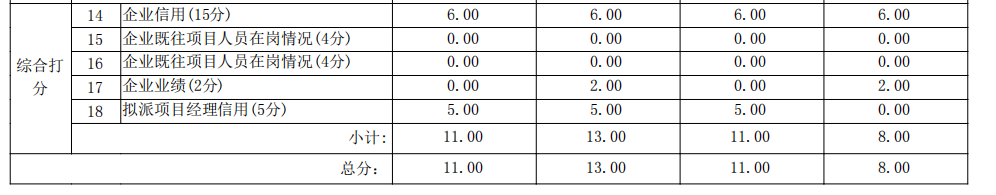 14 企业信用(15分) 6.00 6.00 6.00 6.00
15 企业既往项目人员在岗情况(4分) 0.00 0.00 0.00 0.00
综合打分 16 企业既往项目人员在岗情况(4分) 0.00 0.00 0.00 0.00
17 企业业绩(2分) 0.00 2.00 0.00 2.00
18 拟派项目经理信用(5分) 5.00 5.00 5.00 0.00
小计: 11.00 13.00 11.00 8.00
总分: 11.00 13.00 11.00 8.00